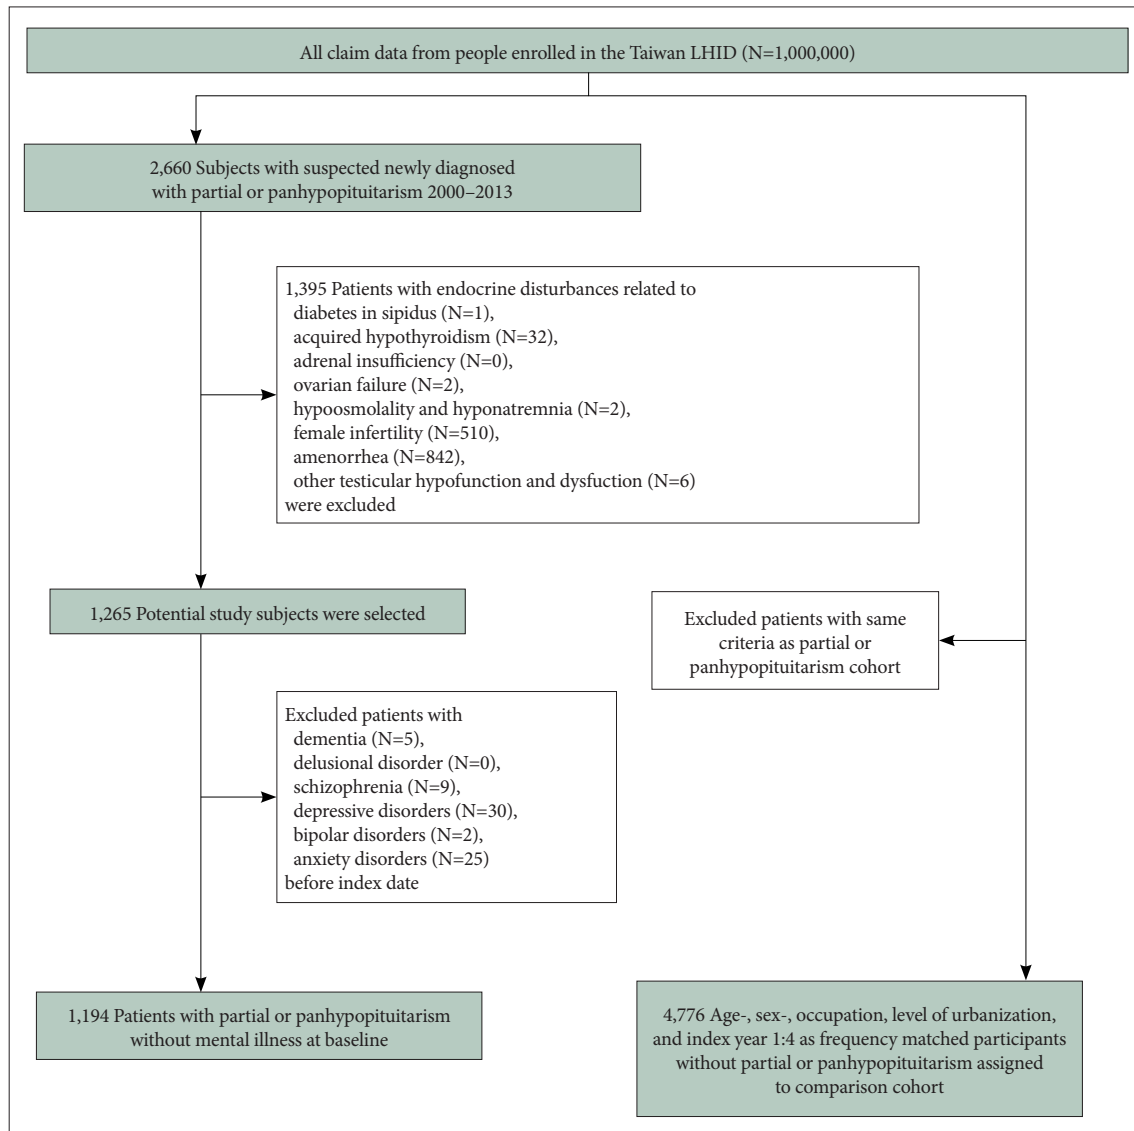 All claim data from people enrolled in the Taiwan LHID (N=1,000,000)
2,660 Subjects with suspected newly diagnosed
with partial or panhypopituitarism 2000–2013
1,395 Patients with endocrine disturbances related to
diabetes in sipidus (N=1),
acquired hypothyroidism (N=32),
adrenal insufficiency (N=0),
ovarian failure (N=2),
hypoosmolality and hyponatremnia (N=2),
female infertility (N=510),
amenorrhea (N=842),
other testicular hypofunction and dysfuction (N=6)
were excluded
1,265 Potential study subjects were selected
Excluded patients with same
criteria as partial or
panhypopituitarism cohort
Excluded patients with
dementia (N=5),
delusional disorder (N=0),
schizophrenia (N=9),
depressive disorders (N=30),
bipolar disorders (N=2),
anxiety disorders (N=25)
before index date
1,194 Patients with partial or panhypopituitarism
without mental illness at baseline
4,776 Age-, sex-, occupation, level of urbanization,
and index year 1:4 as frequency matched participants
without partial or panhypopituitarism assigned
to comparison cohort